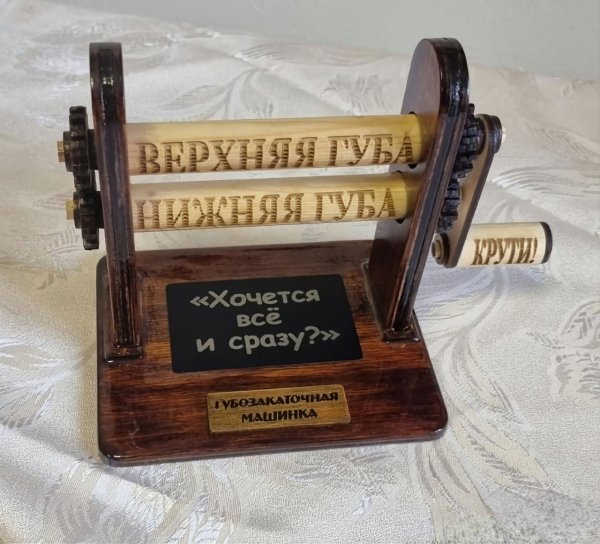 ВЕРХНЯЯ ГУБА
НИЖНЯЯ ГУБА
КРУТИ!
«Хочется
всё
и сразу?»
ГУБОЗАКАТОЧНАЯ
МАШИНКА